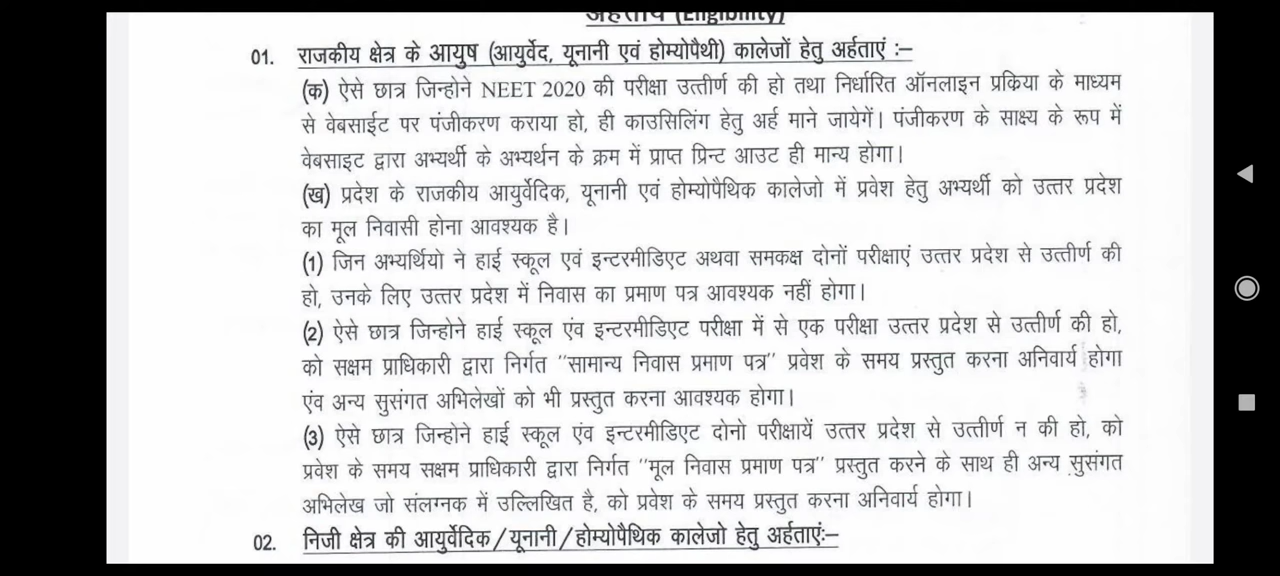 अर्हतायें (Eligibility)
01. राजकीय क्षेत्र के आयुष (आयुर्वेद, यूनानी एवं होम्योपैथी) कालेजों हेतु अर्हताएं :–
(क) ऐसे छात्र जिन्होने NEET 2020 की परीक्षा उत्तीर्ण की हो तथा निर्धारित ऑनलाइन प्रक्रिया के माध्यम
से वेबसाईट पर पंजीकरण कराया हो, ही काउसिलिंग हेतु अर्ह माने जायेगें। पंजीकरण के साक्ष्य के रूप में
वेबसाइट द्वारा अभ्यर्थी के अभ्यर्थन के क्रम में प्राप्त प्रिन्ट आउट ही मान्य होगा।
(ख) प्रदेश के राजकीय आयुर्वेदिक, यूनानी एवं होम्योपैथिक कालेजो में प्रवेश हेतु अभ्यर्थी को उत्तर प्रदेश
का मूल निवासी होना आवश्यक है।
(1) जिन अभ्यर्थियो ने हाई स्कूल एवं इन्टरमीडिएट अथवा समकक्ष दोनों परीक्षाएं उत्तर प्रदेश से उत्तीर्ण की
हो, उनके लिए उत्तर प्रदेश में निवास का प्रमाण पत्र आवश्यक नहीं होगा।
(2) ऐसे छात्र जिन्होने हाई स्कूल एंव इन्टरमीडिएट परीक्षा में से एक परीक्षा उत्तर प्रदेश से उत्तीर्ण की हो,
को सक्षम प्राधिकारी द्वारा निर्गत "सामान्य निवास प्रमाण पत्र" प्रवेश के समय प्रस्तुत करना अनिवार्य होगा
एंव अन्य सुसंगत अभिलेखों को भी प्रस्तुत करना आवश्यक होगा।
(3) ऐसे छात्र जिन्होने हाई स्कूल एंव इन्टरमीडिएट दोनो परीक्षायें उत्तर प्रदेश से उत्तीर्ण न की हो, को
प्रवेश के समय सक्षम प्राधिकारी द्वारा निर्गत "मूल निवास प्रमाण पत्र" प्रस्तुत करने के साथ ही अन्य सुसंगत
अभिलेख जो संलग्नक में उल्लिखित है, को प्रवेश के समय प्रस्तुत करना अनिवार्य होगा।
02. निजी क्षेत्र की आयुर्वेदिक/यूनानी/होम्योपैथिक कालेजो हेतु अर्हताएंः–